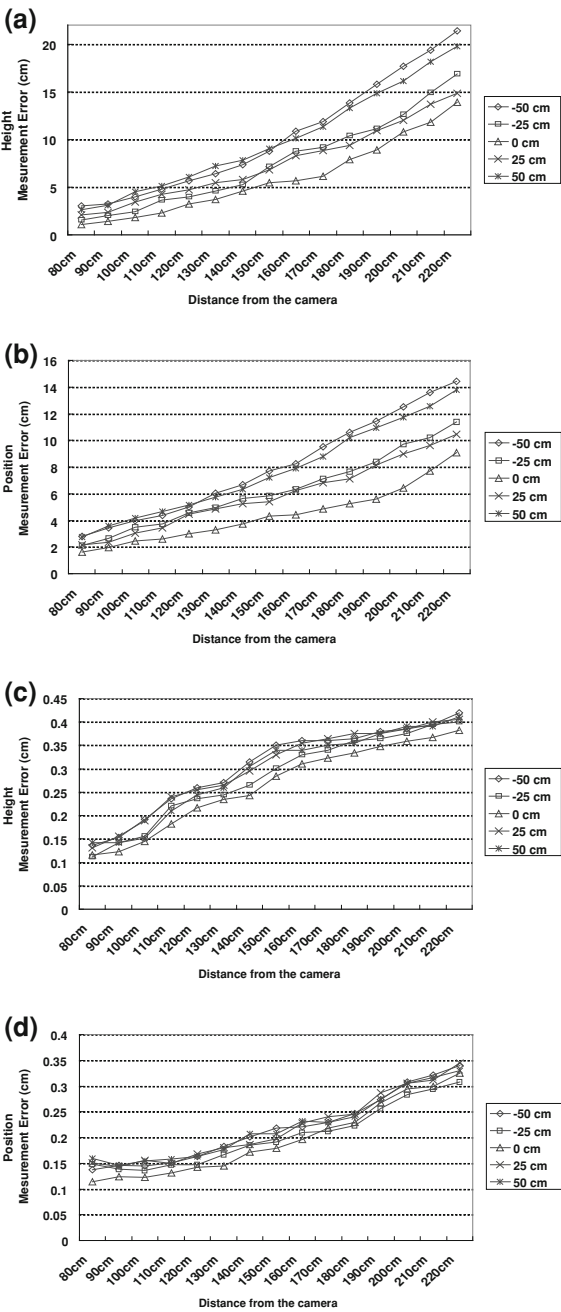 (a)
Height
Mesurement Error (cm)
20
15
10
5
0
80cm
90cm
100cm
110cm
120cm
130cm
140cm
150cm
160cm
170cm
180cm
190cm
200cm
210cm
220cm
Distance from the camera
-50 cm
-25 cm
0 cm
25 cm
50 cm
(b)
Position
Mesurement Error (cm)
16
14
12
10
8
6
4
2
0
80cm
90cm
100cm
110cm
120cm
130cm
140cm
150cm
160cm
170cm
180cm
190cm
200cm
210cm
220cm
Distance from the camera
-50 cm
-25 cm
0 cm
25 cm
50 cm
(c)
Height
Mesurement Error (cm)
0.45
0.4
0.35
0.3
0.25
0.2
0.15
0.1
0.05
0
80cm
90cm
100cm
110cm
120cm
130cm
140cm
150cm
160cm
170cm
180cm
190cm
200cm
210cm
220cm
Distance from the camera
-50 cm
-25 cm
0 cm
25 cm
50 cm
(d)
Position
Mesurement Error (cm)
0.4
0.35
0.3
0.25
0.2
0.15
0.1
0.05
0
80cm
90cm
100cm
110cm
120cm
130cm
140cm
150cm
160cm
170cm
180cm
190cm
200cm
210cm
220cm
Distance from the camera
-50 cm
-25 cm
0 cm
25 cm
50 cm